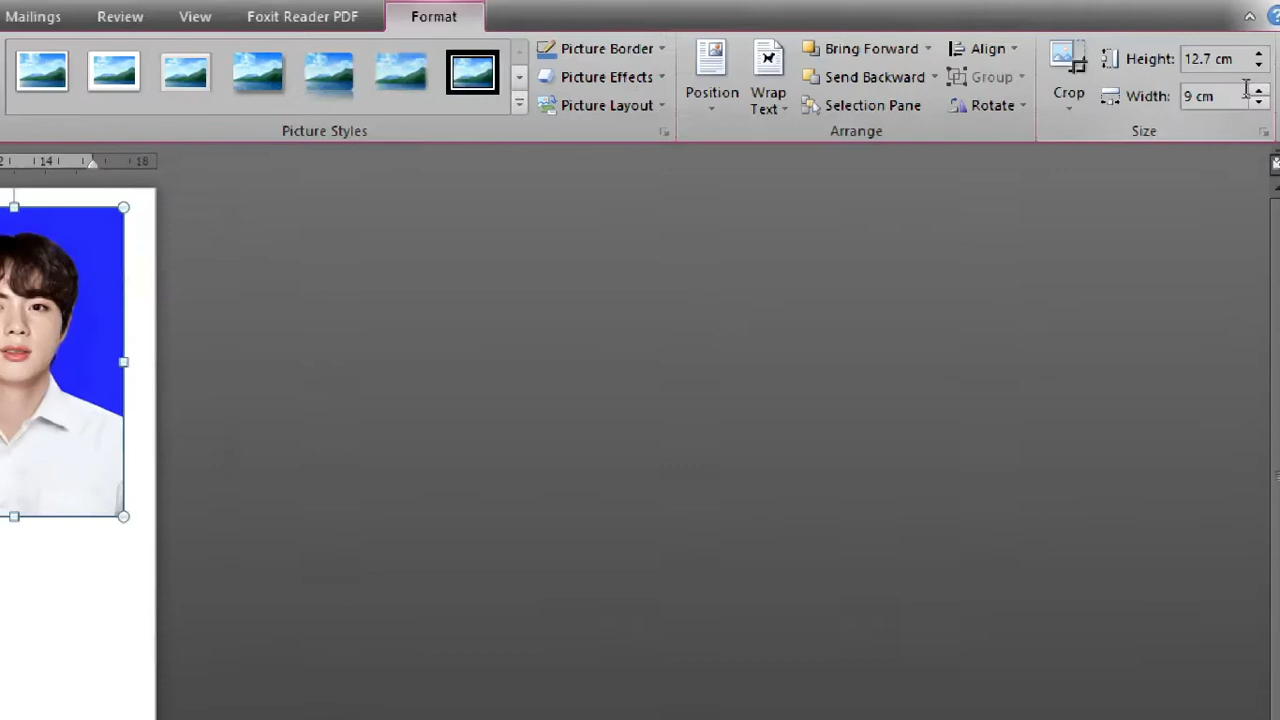 Mailings Review View Foxit Reader PDF Format
Picture Border Bring Forward Align Height: 12.7 cm
Picture Effects Position Wrap Text Send Backward Group Crop
Picture Layout Selection Pane Rotate Width: 9 cm
Picture Styles Arrange Size
14 18